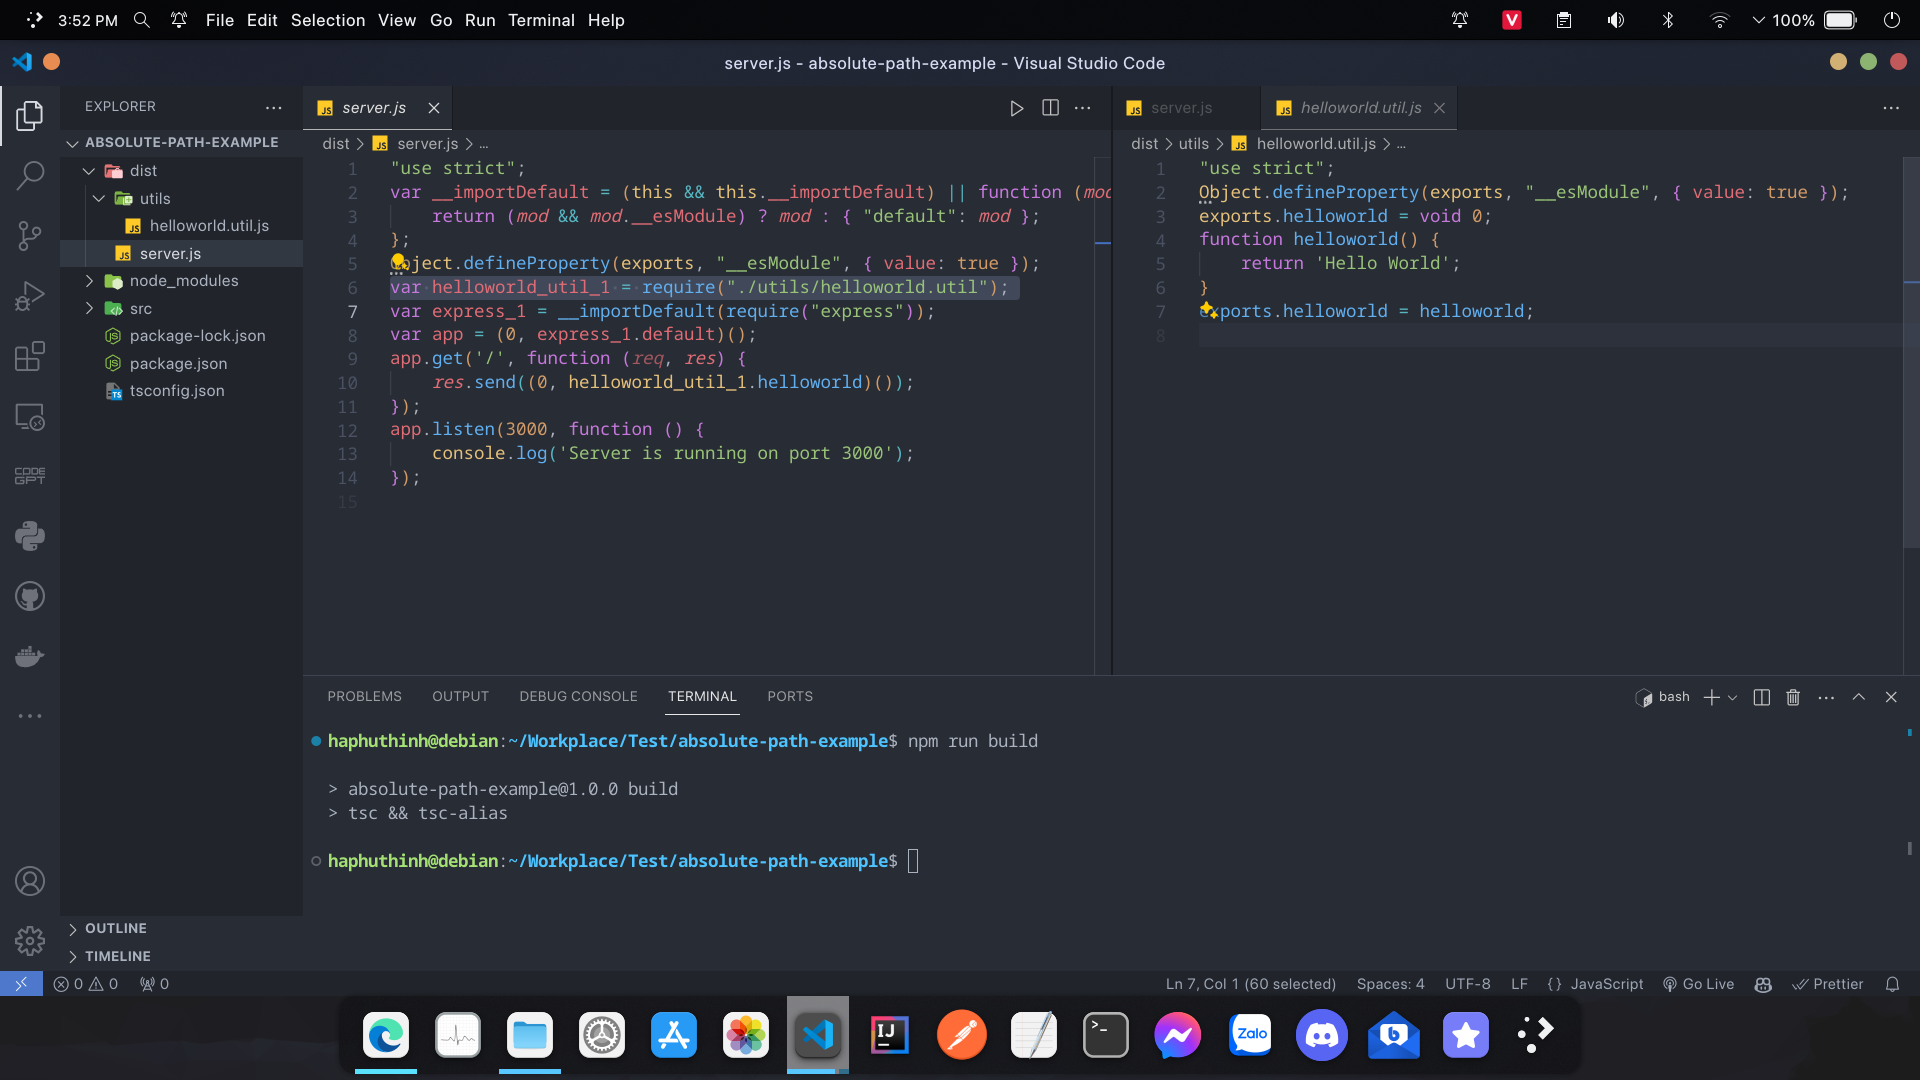 3:52 PM File Edit Selection View Go Run Terminal Help V 100%
server.js - absolute-path-example - Visual Studio Code
EXPLORER
ABSOLUTE-PATH-EXAMPLE
dist
utils
helloworld.util.js
server.js
node_modules
src
package-lock.json
package.json
tsconfig.json
OUTLINE
TIMELINE
CODE
GPT
server.js
dist > server.js > ...
1 "use strict";
2 var __importDefault = (this && this.__importDefault) || function (mod
3 return (mod && mod.__esModule) ? mod : { "default": mod };
4 };
5 Object.defineProperty(exports, "__esModule", { value: true });
6 var helloworld_util_1 = require("./utils/helloworld.util");
7 var express_1 = __importDefault(require("express"));
8 var app = (0, express_1.default)();
9 app.get('/', function (req, res) {
10 res.send((0, helloworld_util_1.helloworld)());
11 });
12 app.listen(3000, function () {
13 console.log('Server is running on port 3000');
14 });
15
server.js helloworld.util.js
dist > utils > helloworld.util.js > ...
1 "use strict";
2 Object.defineProperty(exports, "__esModule", { value: true });
3 exports.helloworld = void 0;
4 function helloworld() {
5 return 'Hello World';
6 }
7 exports.helloworld = helloworld;
8
PROBLEMS OUTPUT DEBUG CONSOLE TERMINAL PORTS bash
haphuthinh@debian:~/Workplace/Test/absolute-path-example$ npm run build
> absolute-path-example@1.0.0 build
> tsc && tsc-alias
haphuthinh@debian:~/Workplace/Test/absolute-path-example$
0 0 0 Ln 7, Col 1 (60 selected) Spaces: 4 UTF-8 LF {} JavaScript Go Live Prettier
IJ >_ Zalo b